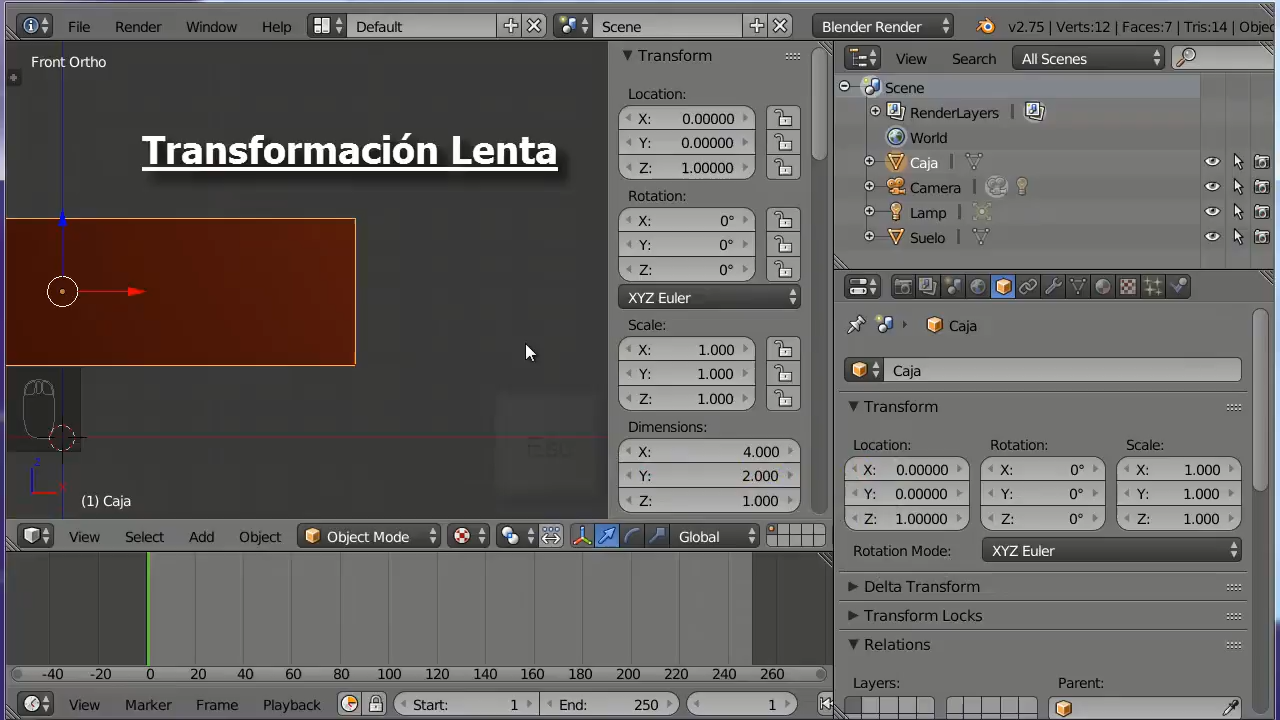 File Render Window Help Default Scene Blender Render v2.75 | Verts:12 | Faces:7 | Tris:14 | Objec
Front Ortho
Transformación Lenta
(1) Caja
z
x
Transform
Location:
X: 0.00000
Y: 0.00000
Z: 1.00000
Rotation:
X: 0°
Y: 0°
Z: 0°
XYZ Euler
Scale:
X: 1.000
Y: 1.000
Z: 1.000
Dimensions:
X: 4.000
Y: 2.000
Z: 1.000
View Select Add Object Object Mode Global
-40 -20 0 20 40 60 80 100 120 140 160 180 200 220 240 260
View Marker Frame Playback Start: 1 End: 250 1
View Search All Scenes
Scene
RenderLayers
World
Caja
Camera
Lamp
Suelo
Caja
Caja
Transform
Location: Rotation: Scale:
X: 0.00000 X: 0° X: 1.000
Y: 0.00000 Y: 0° Y: 1.000
Z: 1.00000 Z: 0° Z: 1.000
Rotation Mode: XYZ Euler
Delta Transform
Transform Locks
Relations
Layers: Parent: